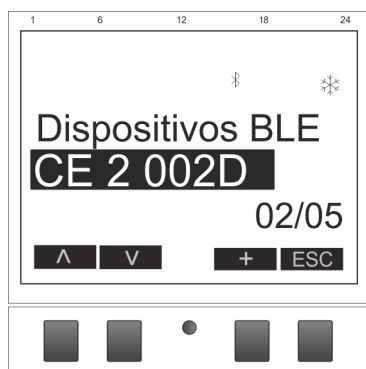 1 6 12 18 24
Dispositivos BLE
CE 2 002D
02/05
Λ V + ESC